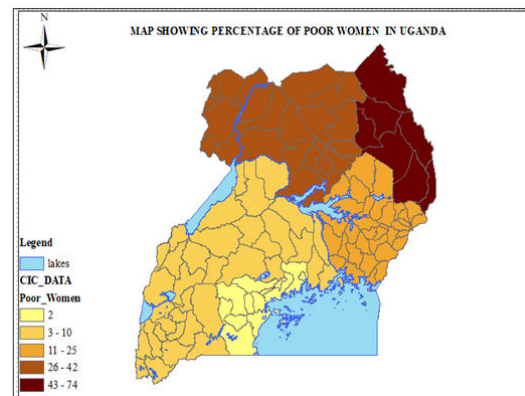 MAP SHOWING PERCENTAGE OF POOR WOMEN IN UGANDA
N
Legend
lakes
CIC_DATA
Poor_Women
2
3 - 10
11 - 25
26 - 42
43 - 74